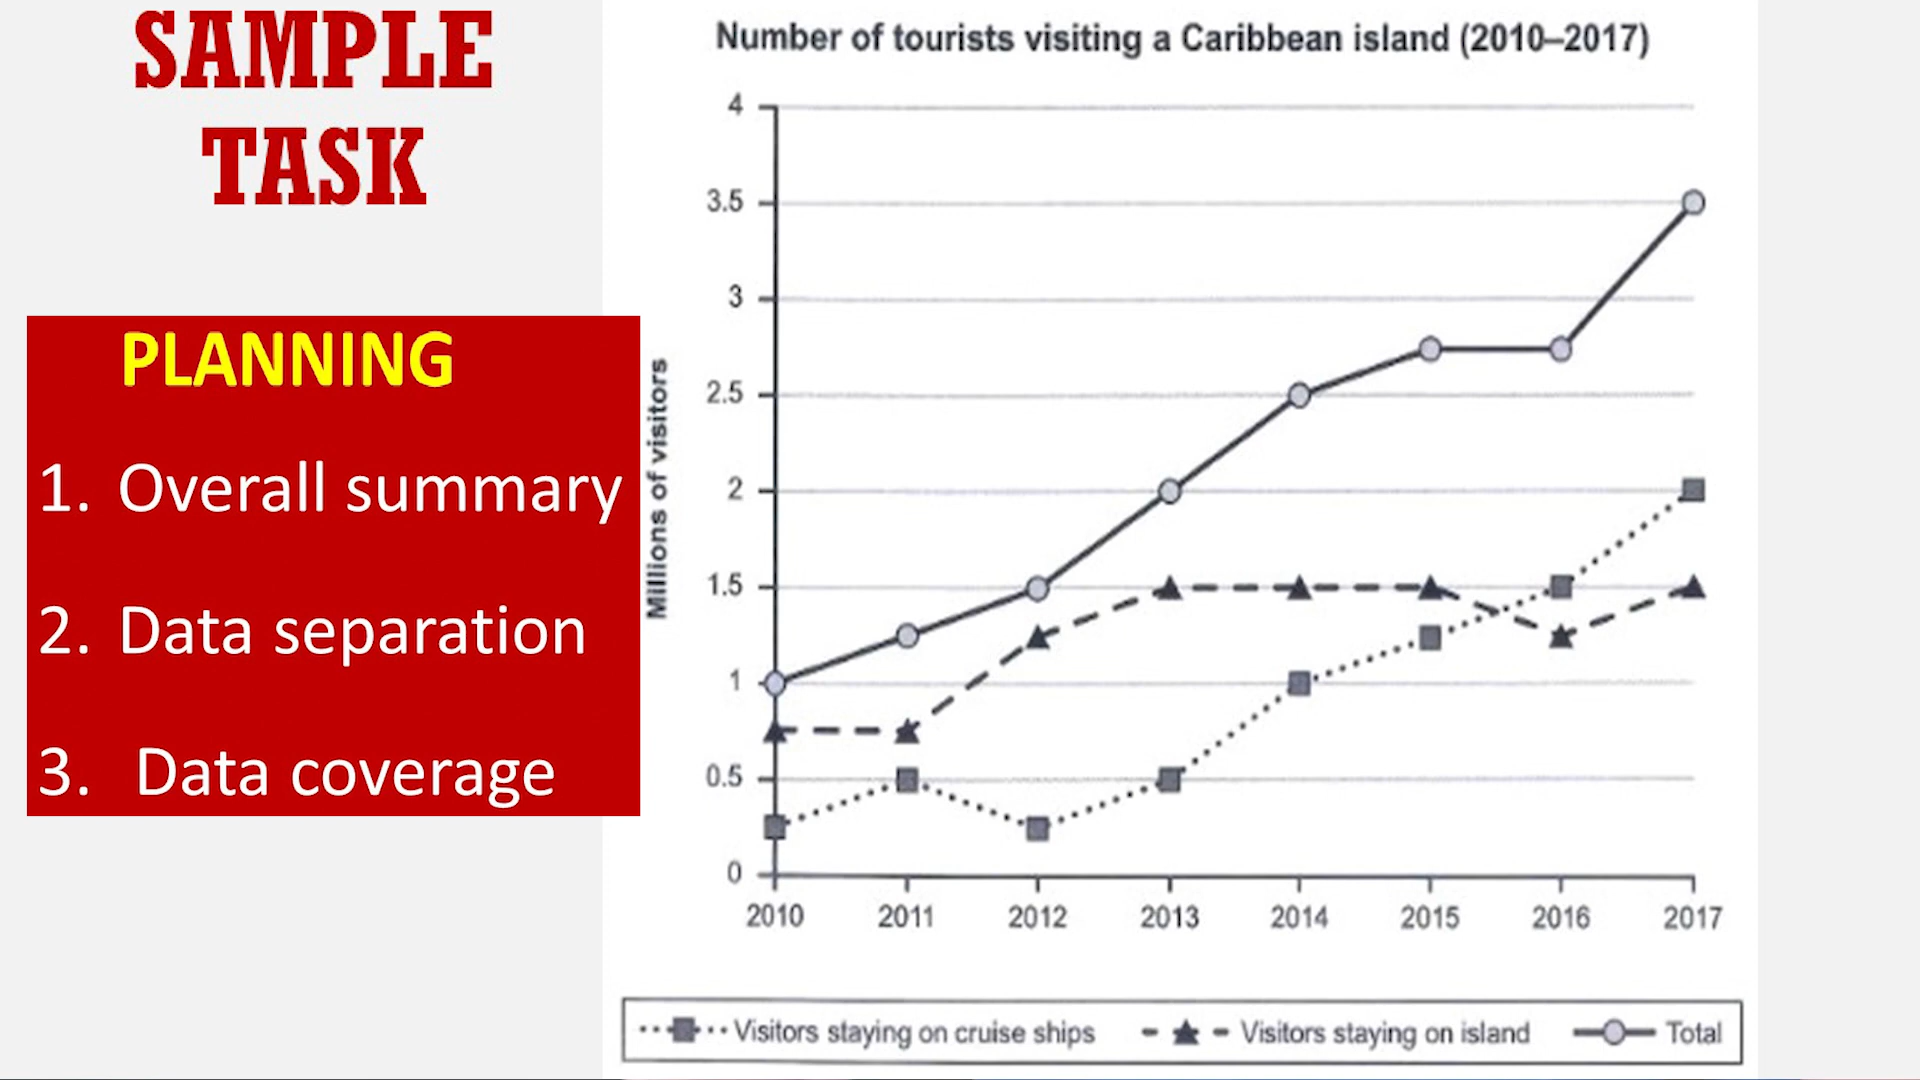 SAMPLE
TASK
PLANNING
1. Overall summary
2. Data separation
3. Data coverage
Number of tourists visiting a Caribbean island (2010–2017)
Millions of visitors
4
3.5
3
2.5
2
1.5
1
0.5
0
2010 2011 2012 2013 2014 2015 2016 2017
Visitors staying on cruise ships Visitors staying on island Total